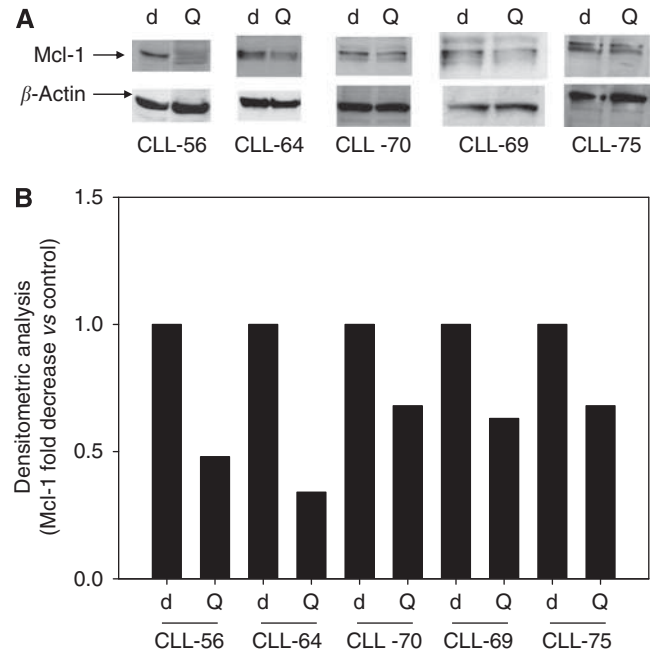 A
d Q d Q d Q d Q d Q
Mcl-1
β-Actin
CLL-56 CLL-64 CLL -70 CLL-69 CLL-75
B
Densitometric analysis
(Mcl-1 fold decrease vs control)
1.5
1.0
0.5
0.0
d Q d Q d Q d Q d Q
CLL-56 CLL-64 CLL -70 CLL-69 CLL-75